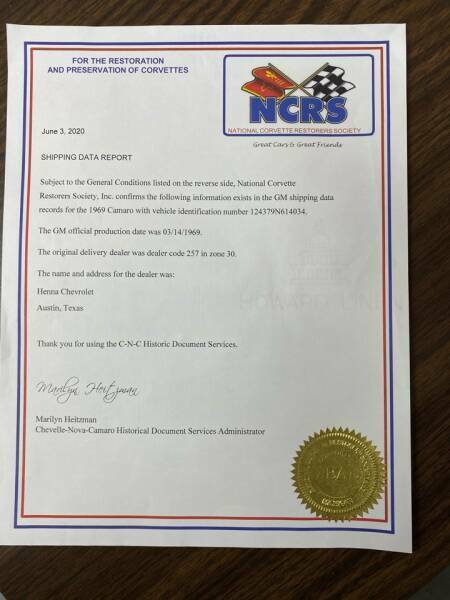 FOR THE RESTORATION
AND PRESERVATION OF CORVETTES
NCRS
NATIONAL CORVETTE RESTORERS SOCIETY
Great Cars & Great Friends
June 3, 2020
SHIPPING DATA REPORT
Subject to the General Conditions listed on the reverse side, National Corvette
Restorers Society, Inc. confirms the following information exists in the GM shipping data
records for the 1969 Camaro with vehicle identification number 124379N614034.
The GM official production date was 03/14/1969.
The original delivery dealer was dealer code 257 in zone 30.
The name and address for the dealer was:
Henna Chevrolet
Austin, Texas
Thank you for using the C-N-C Historic Document Services.
Marilyn Heitzman
Marilyn Heitzman
Chevelle-Nova-Camaro Historical Document Services Administrator